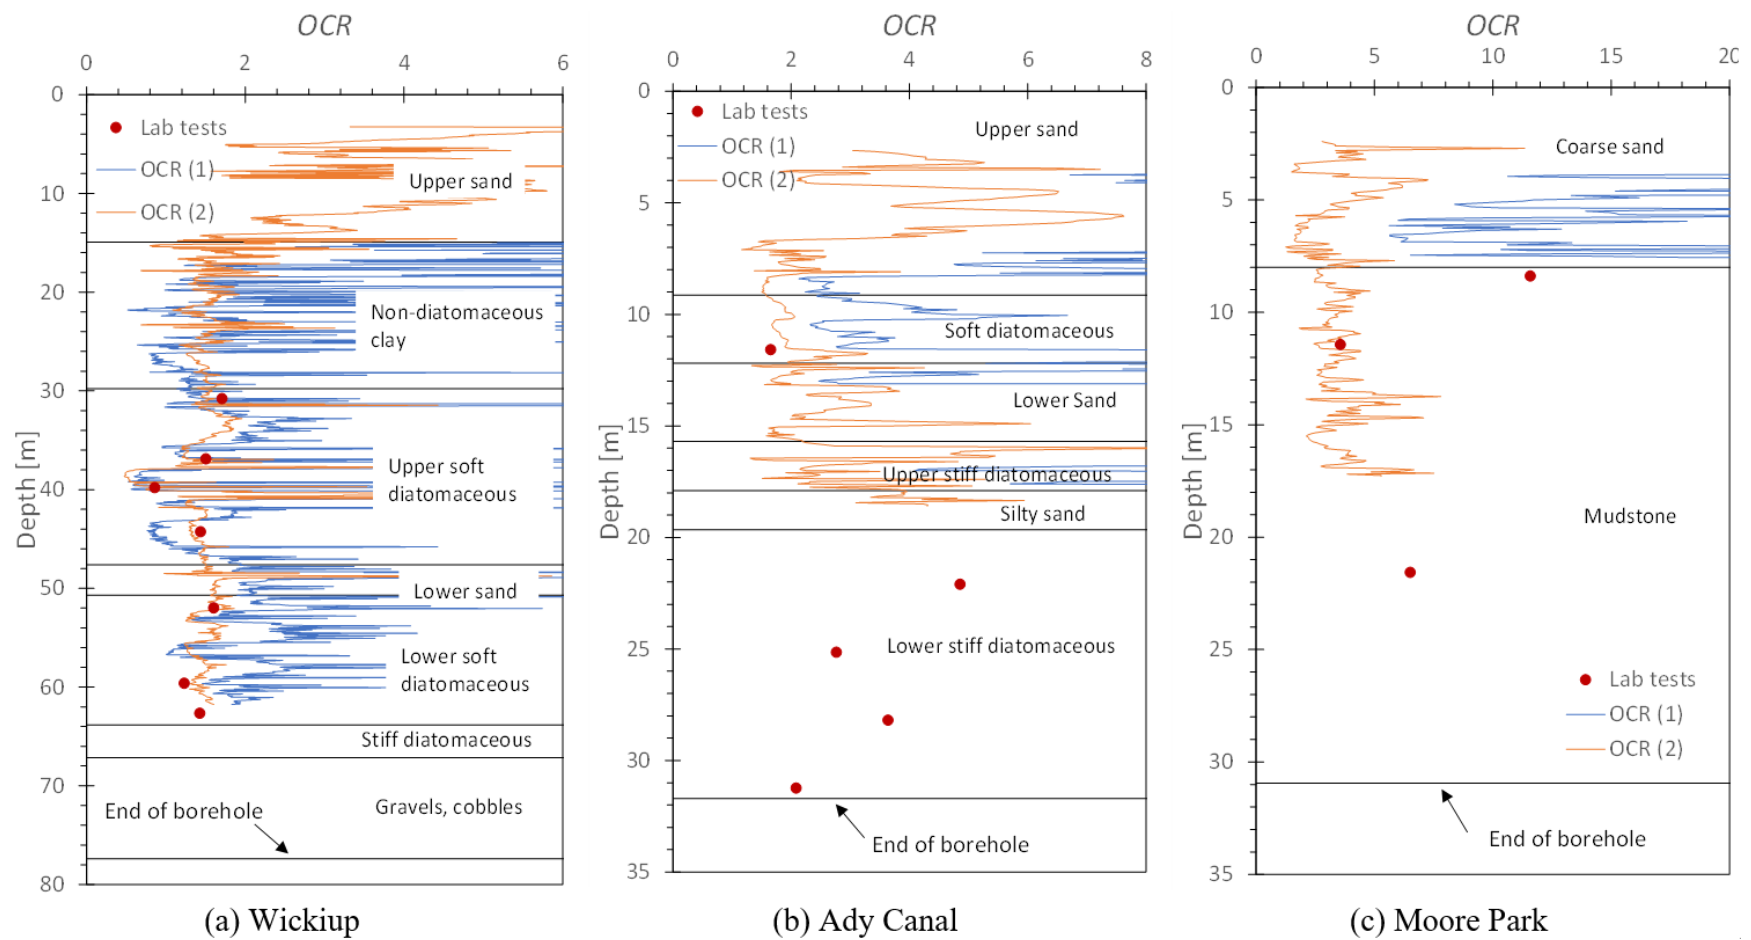 OCR
0 2 4 6
0
10
20
30
40
50
60
70
80
Depth [m]
Lab tests
OCR (1)
OCR (2)
Upper sand
Non-diatomaceous
clay
Upper soft
diatomaceous
Lower sand
Lower soft
diatomaceous
Stiff diatomaceous
Gravels, cobbles
End of borehole
(a) Wickiup
OCR
0 2 4 6 8
0
5
10
15
20
25
30
35
Depth [m]
Lab tests
OCR (1)
OCR (2)
Upper sand
Soft diatomaceous
Lower Sand
Upper stiff diatomaceous
Silty sand
Lower stiff diatomaceous
End of borehole
(b) Ady Canal
OCR
0 5 10 15 20
0
5
10
15
20
25
30
35
Depth [m]
Coarse sand
Mudstone
Lab tests
OCR (1)
OCR (2)
End of borehole
(c) Moore Park